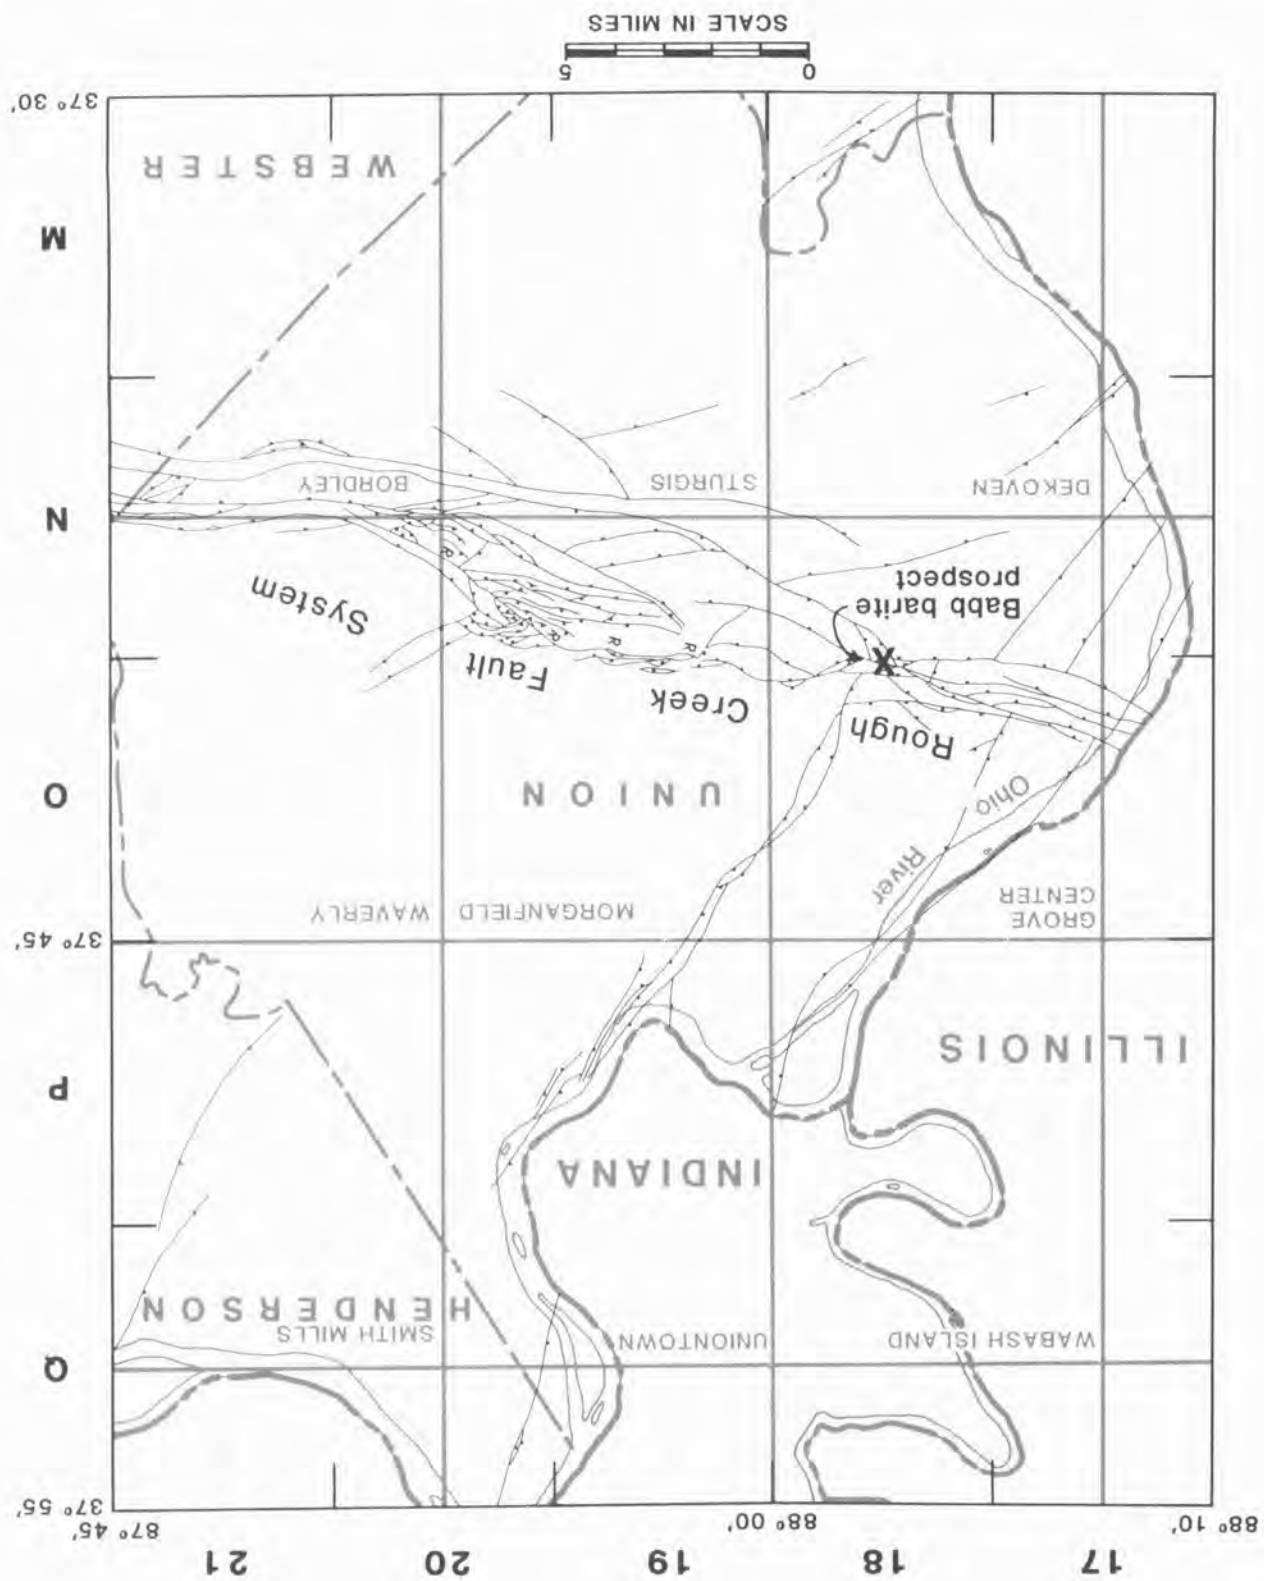 17 18 19 20 21
88° 10' 88° 00' 87° 45'
37° 55'
Q
WABASH ISLAND UNIONTOWN SMITH MILLS
HENDERSON
INDIANA
P
ILLINOIS
37° 45'
GROVE
CENTER
MORGANFIELD WAVERLY
River
Ohio
UNION
O
Rough
Creek
Fault
System
X
Babb barite
prospect
R
R
R
R
N
DEKOVEN STURGIS BORDLEY
M
WEBSTER
37° 30'
0 5
SCALE IN MILES